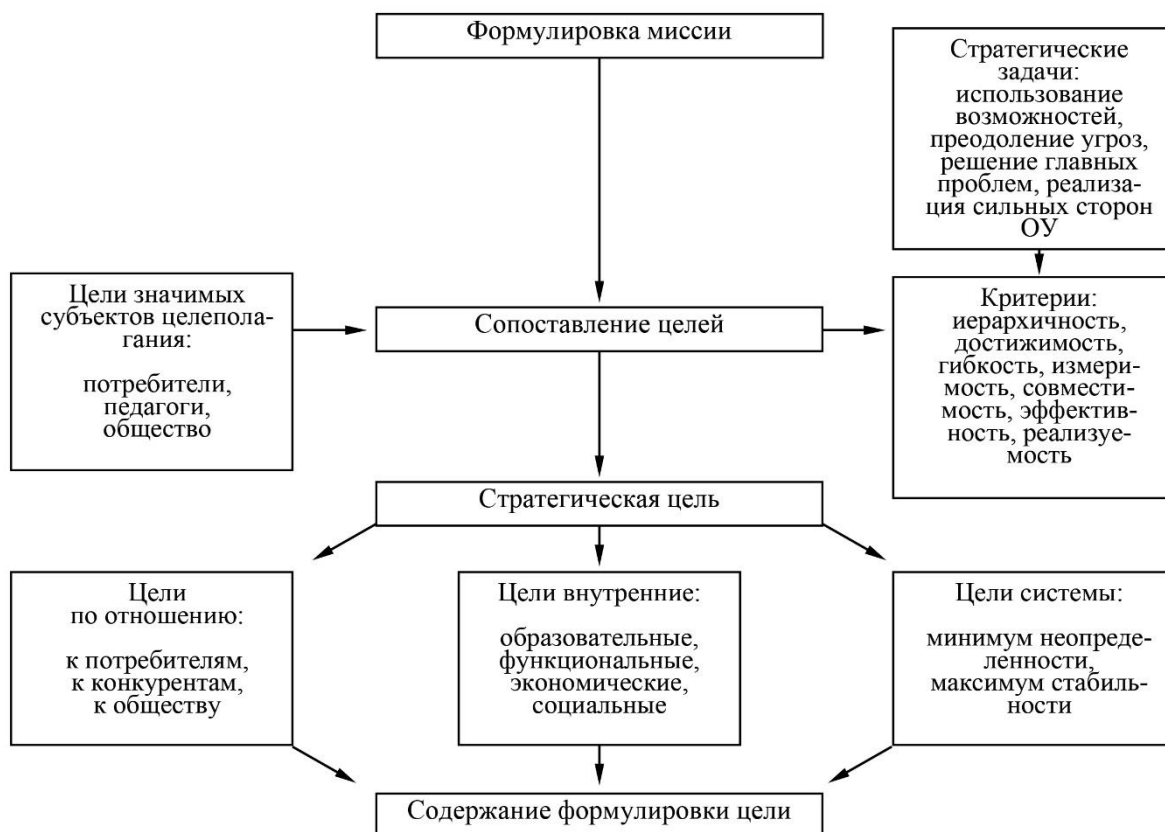 Формулировка миссии
Стратегические
задачи:
использование
возможностей,
преодоление угроз,
решение главных
проблем, реализа-
ция сильных сторон
ОУ
Цели значимых
субъектов целепола-
гания:
потребители,
педагоги,
общество
Сопоставление целей
Критерии:
иерархичность,
достижимость,
гибкость, измери-
мость, совмести-
мость, эффектив-
ность, реализуе-
мость
Стратегическая цель
Цели
по отношению:
к потребителям,
к конкурентам,
к обществу
Цели внутренние:
образовательные,
функциональные,
экономические,
социальные
Цели системы:
минимум неопреде-
ленности,
максимум стабиль-
ности
Содержание формулировки цели